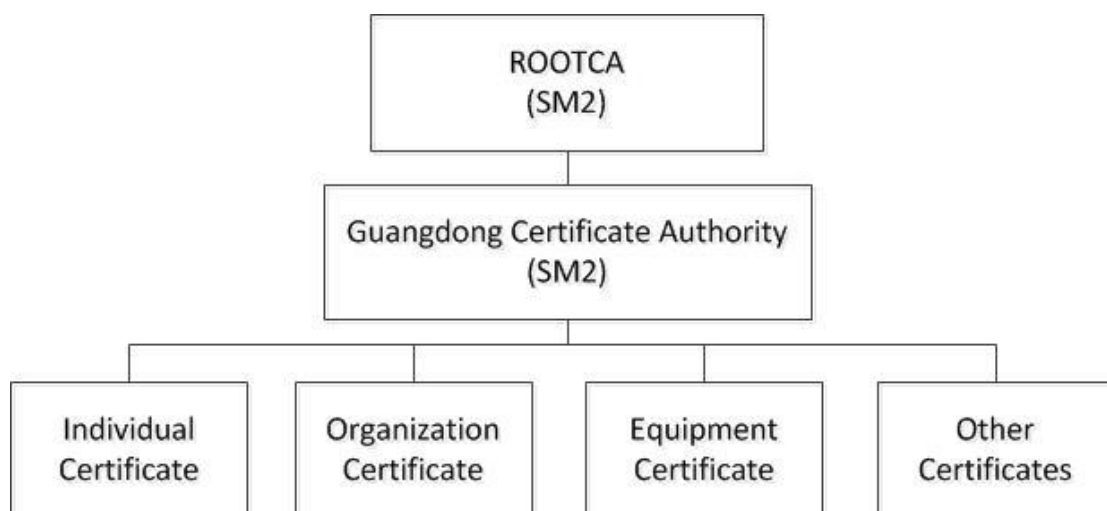 ROOTCA
(SM2)
Guangdong Certificate Authority
(SM2)
Individual
Certificate
Organization
Certificate
Equipment
Certificate
Other
Certificates